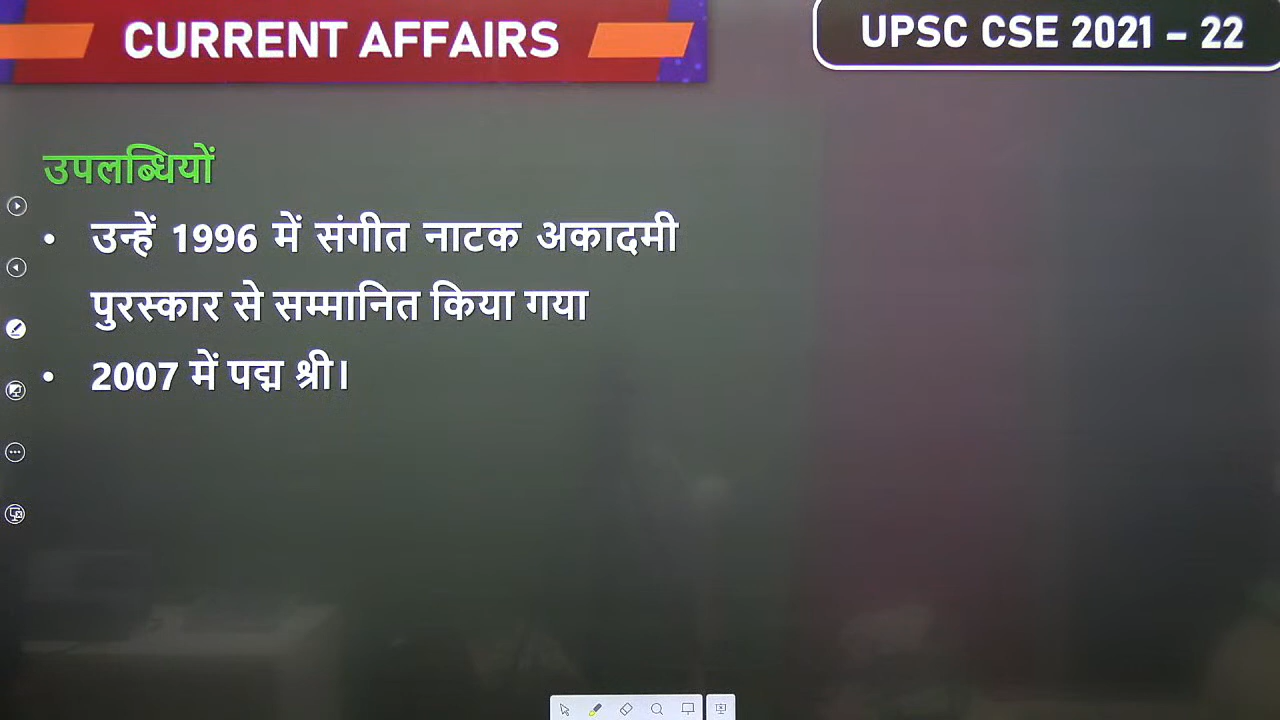 CURRENT AFFAIRS
UPSC CSE 2021 – 22
उपलब्धियों
• उन्हें 1996 में संगीत नाटक अकादमी
पुरस्कार से सम्मानित किया गया
• 2007 में पद्म श्री।